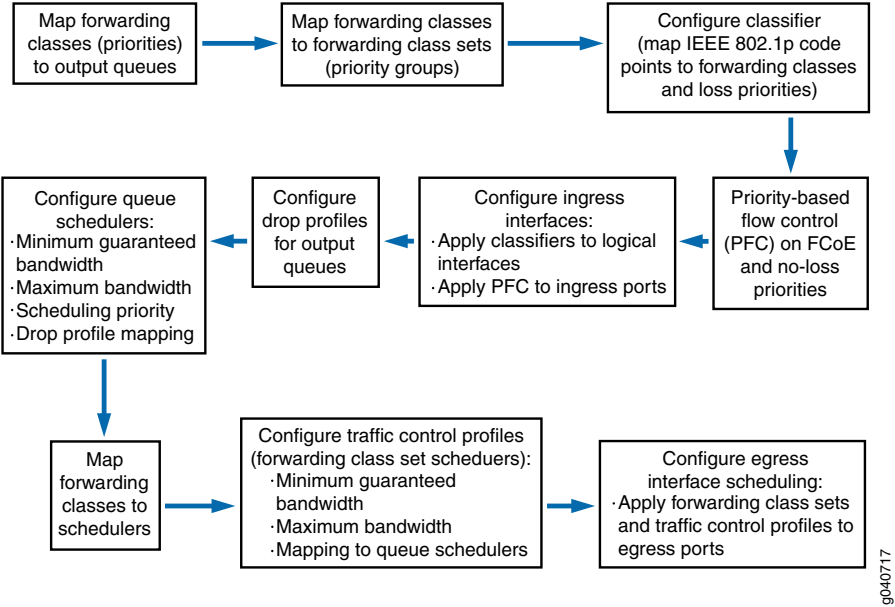 Map forwarding
classes (priorities)
to output queues
Map forwarding classes
to forwarding class sets
(priority groups)
Configure classifier
(map IEEE 802.1p code
points to forwarding classes
and loss priorities)
Priority-based
flow control
(PFC) on FCoE
and no-loss
priorities
Configure ingress
interfaces:
·Apply classifiers to logical
interfaces
·Apply PFC to ingress ports
Configure
drop profiles
for output
queues
Configure queue
schedulers:
·Minimum guaranteed
bandwidth
·Maximum bandwidth
·Scheduling priority
·Drop profile mapping
Map
forwarding
classes to
schedulers
Configure traffic control profiles
(forwarding class set scheduers):
·Minimum guaranteed
bandwidth
·Maximum bandwidth
·Mapping to queue schedulers
Configure egress
interface scheduling:
·Apply forwarding class sets
and traffic control profiles to
egress ports
g040717